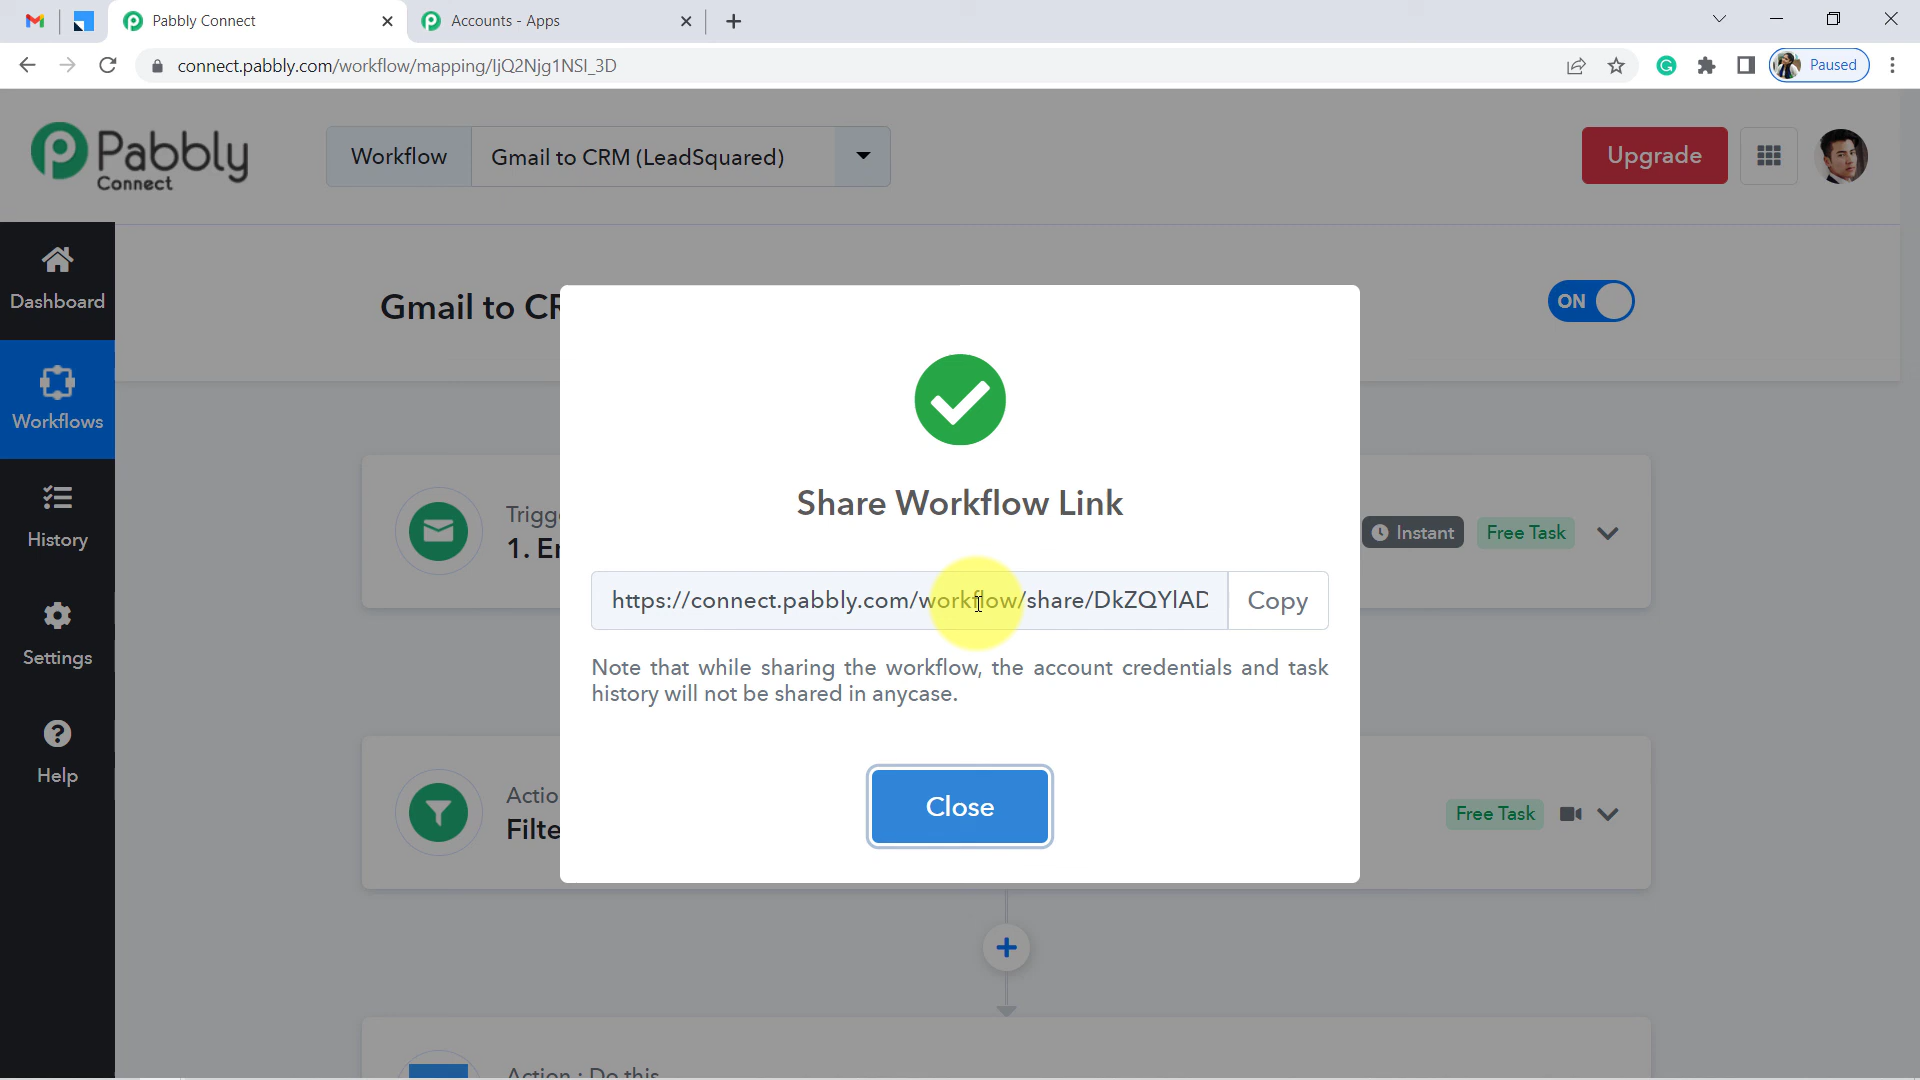 Pabbly Connect
Accounts - Apps
connect.pabbly.com/workflow/mapping/IjQ2Njg1NSI_3D
Paused
Pabbly
Connect
Workflow
Gmail to CRM (LeadSquared)
Upgrade
Dashboard
Workflows
History
Settings
Help
Gmail to CR
ON
Trigg
1. Er
Instant
Free Task
Share Workflow Link
https://connect.pabbly.com/workflow/share/DkZQYlAD
Copy
Note that while sharing the workflow, the account credentials and task
history will not be shared in anycase.
Close
Actio
Filte
Free Task
Action : Do this